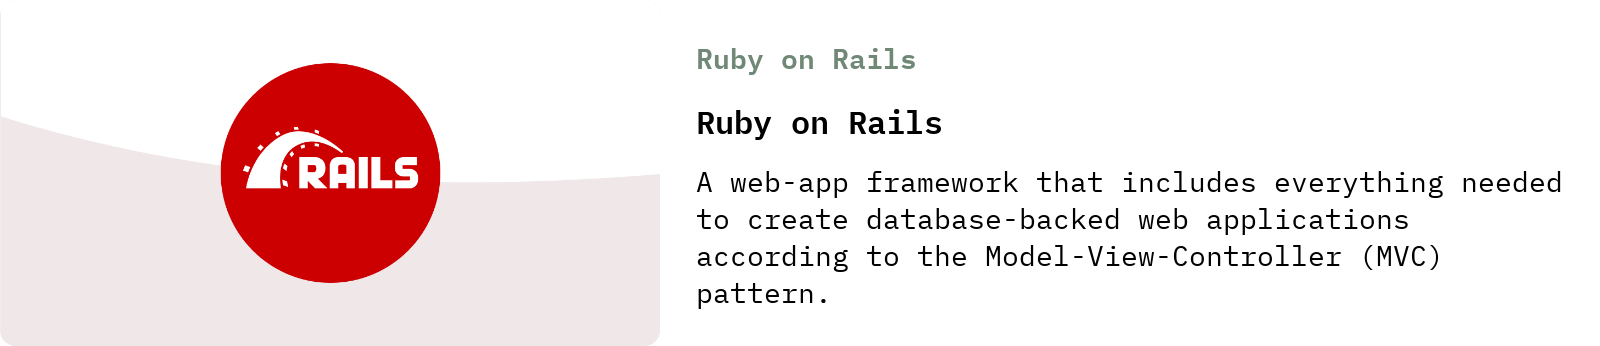 RAILS
Ruby on Rails
Ruby on Rails
A web-app framework that includes everything needed
to create database-backed web applications
according to the Model-View-Controller (MVC)
pattern.